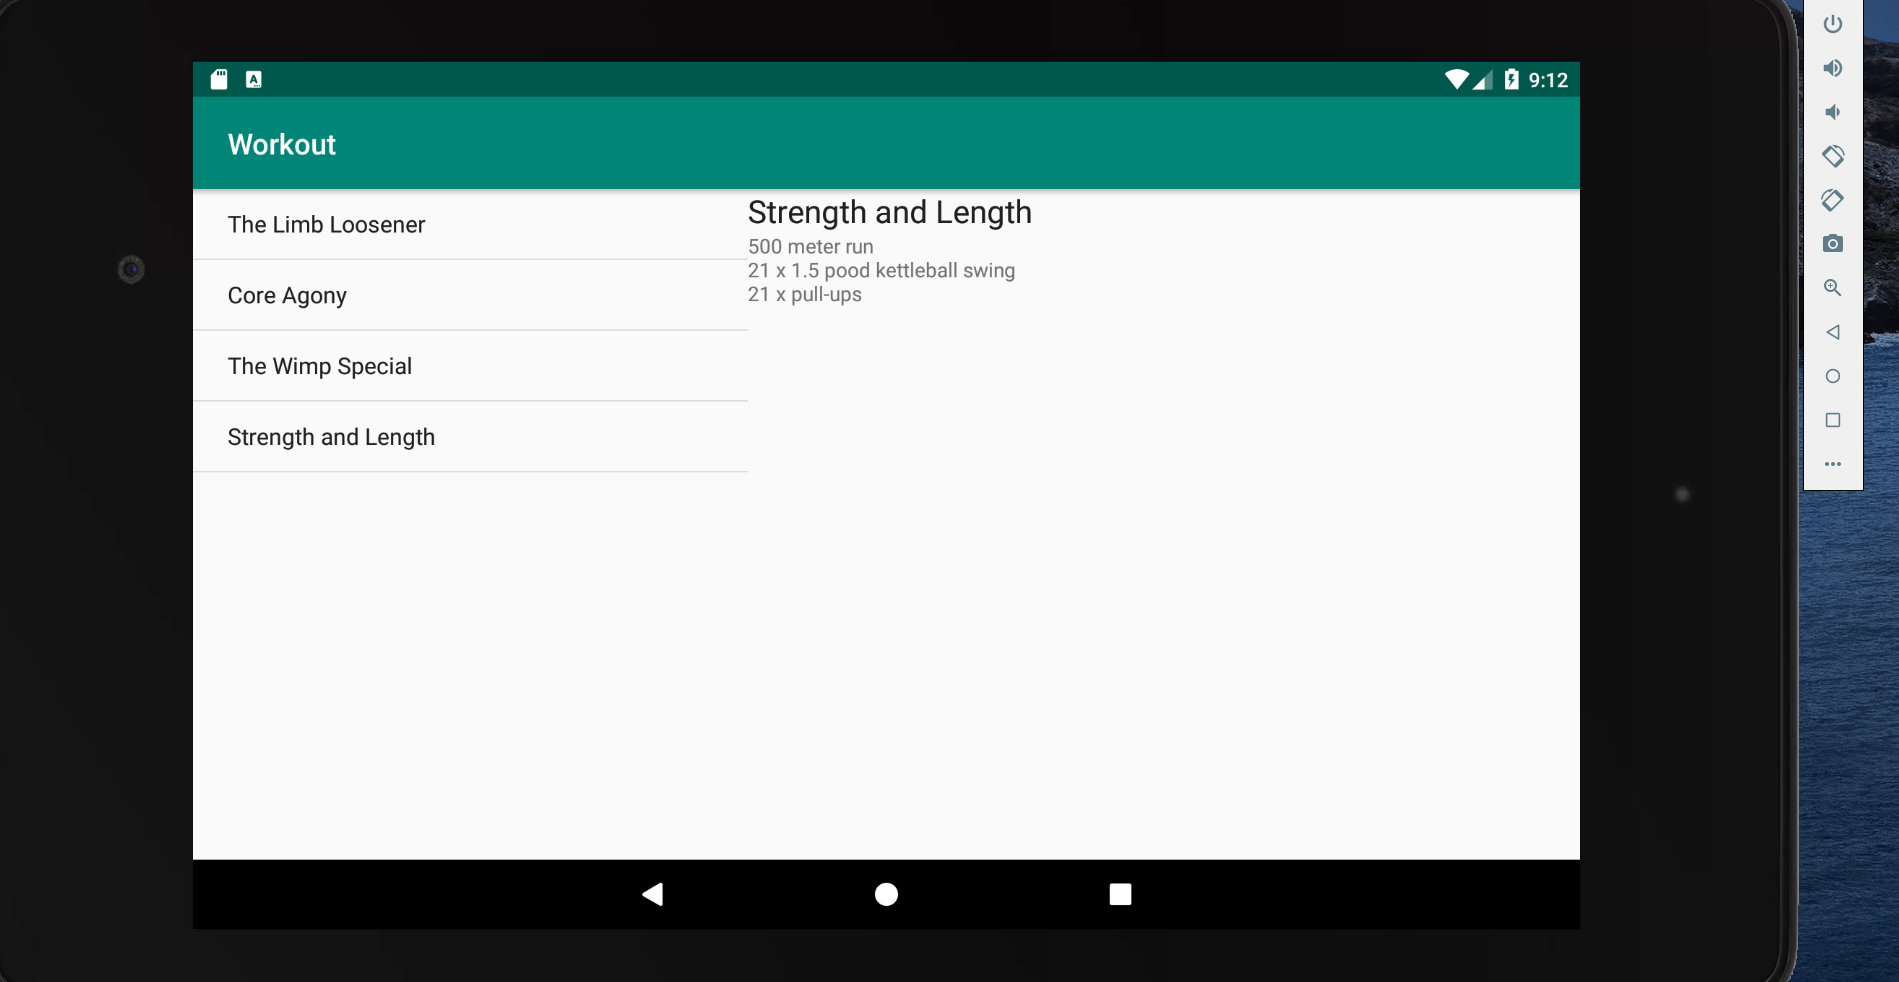 9:12
Workout
The Limb Loosener
Core Agony
The Wimp Special
Strength and Length
Strength and Length
500 meter run
21 x 1.5 pood kettleball swing
21 x pull-ups